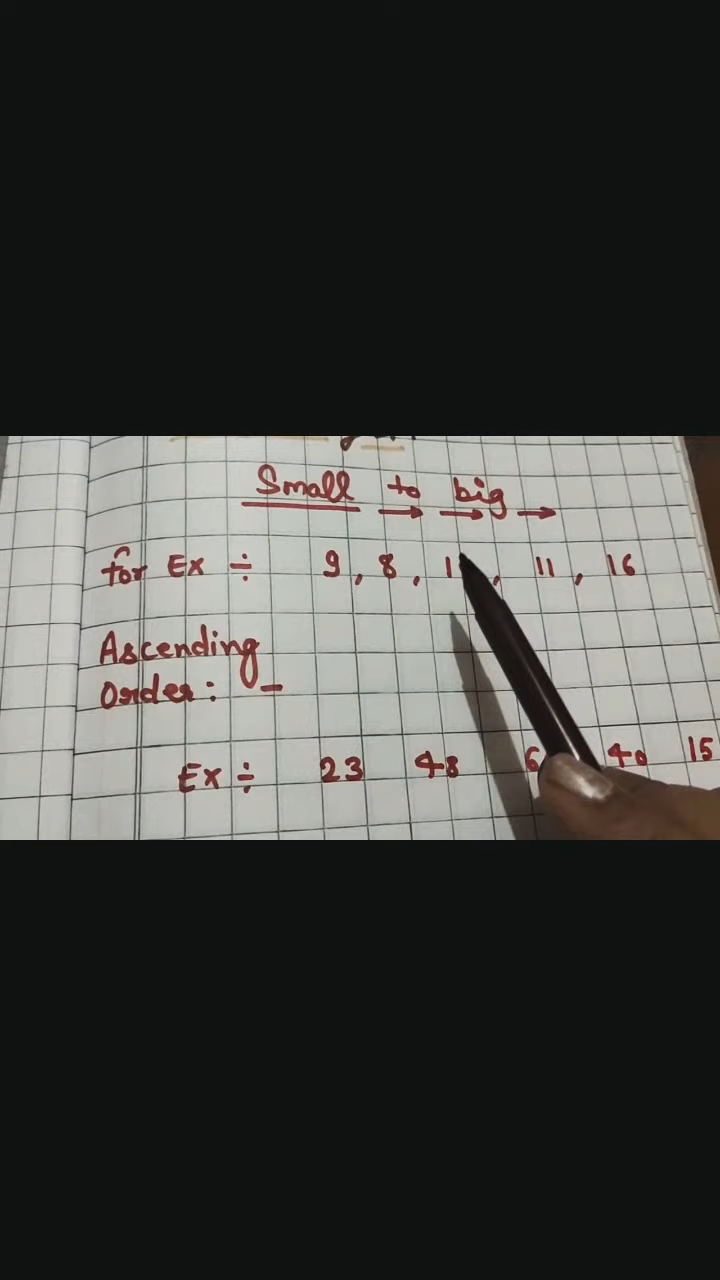 Small to big
for Ex ÷ 9 , 8 , , 11 , 16
Ascending
Order : -
Ex ÷ 23 48 40 15